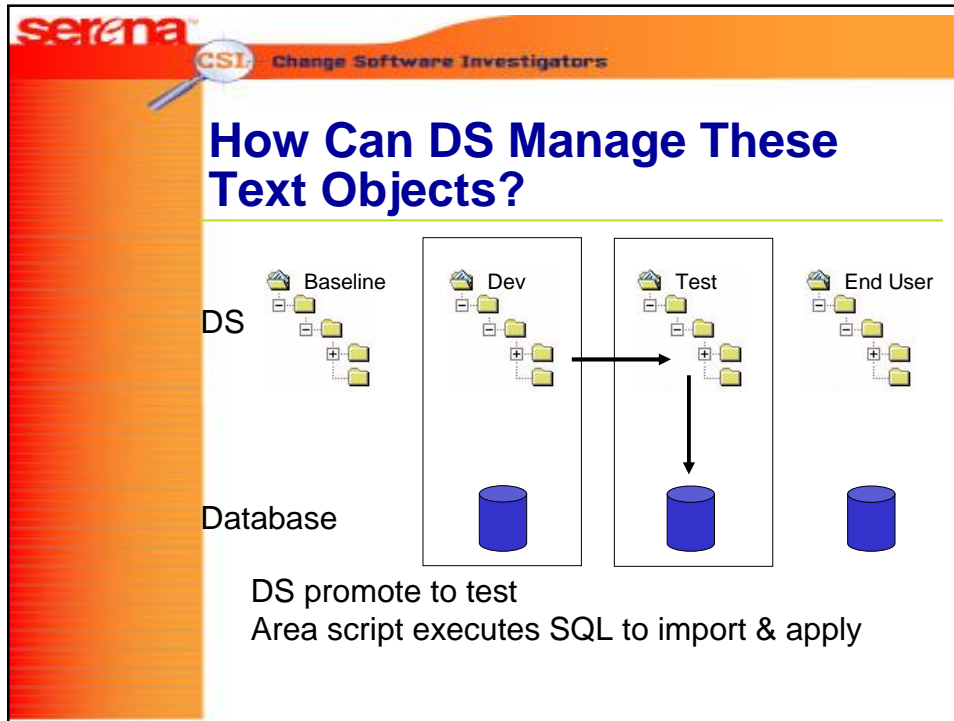 serena™
CSI Change Software Investigators
How Can DS Manage These
Text Objects?
Baseline Dev Test End User
DS
Database
DS promote to test
Area script executes SQL to import & apply